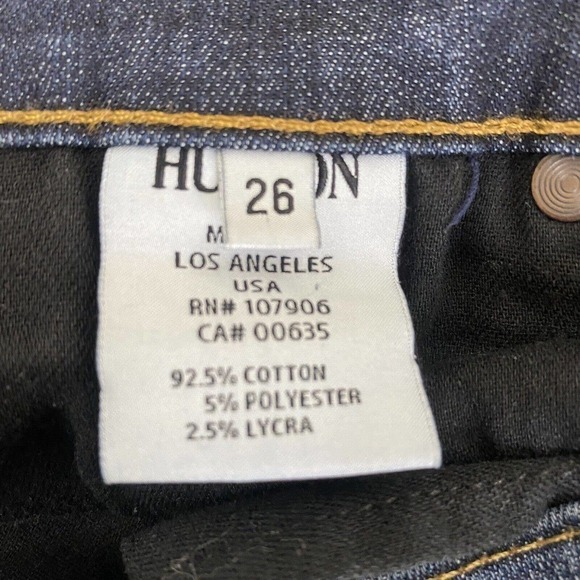 26
LOS ANGELES
USA
RN# 107906
CA# 00635
92.5% COTTON
5% POLYESTER
2.5% LYCRA